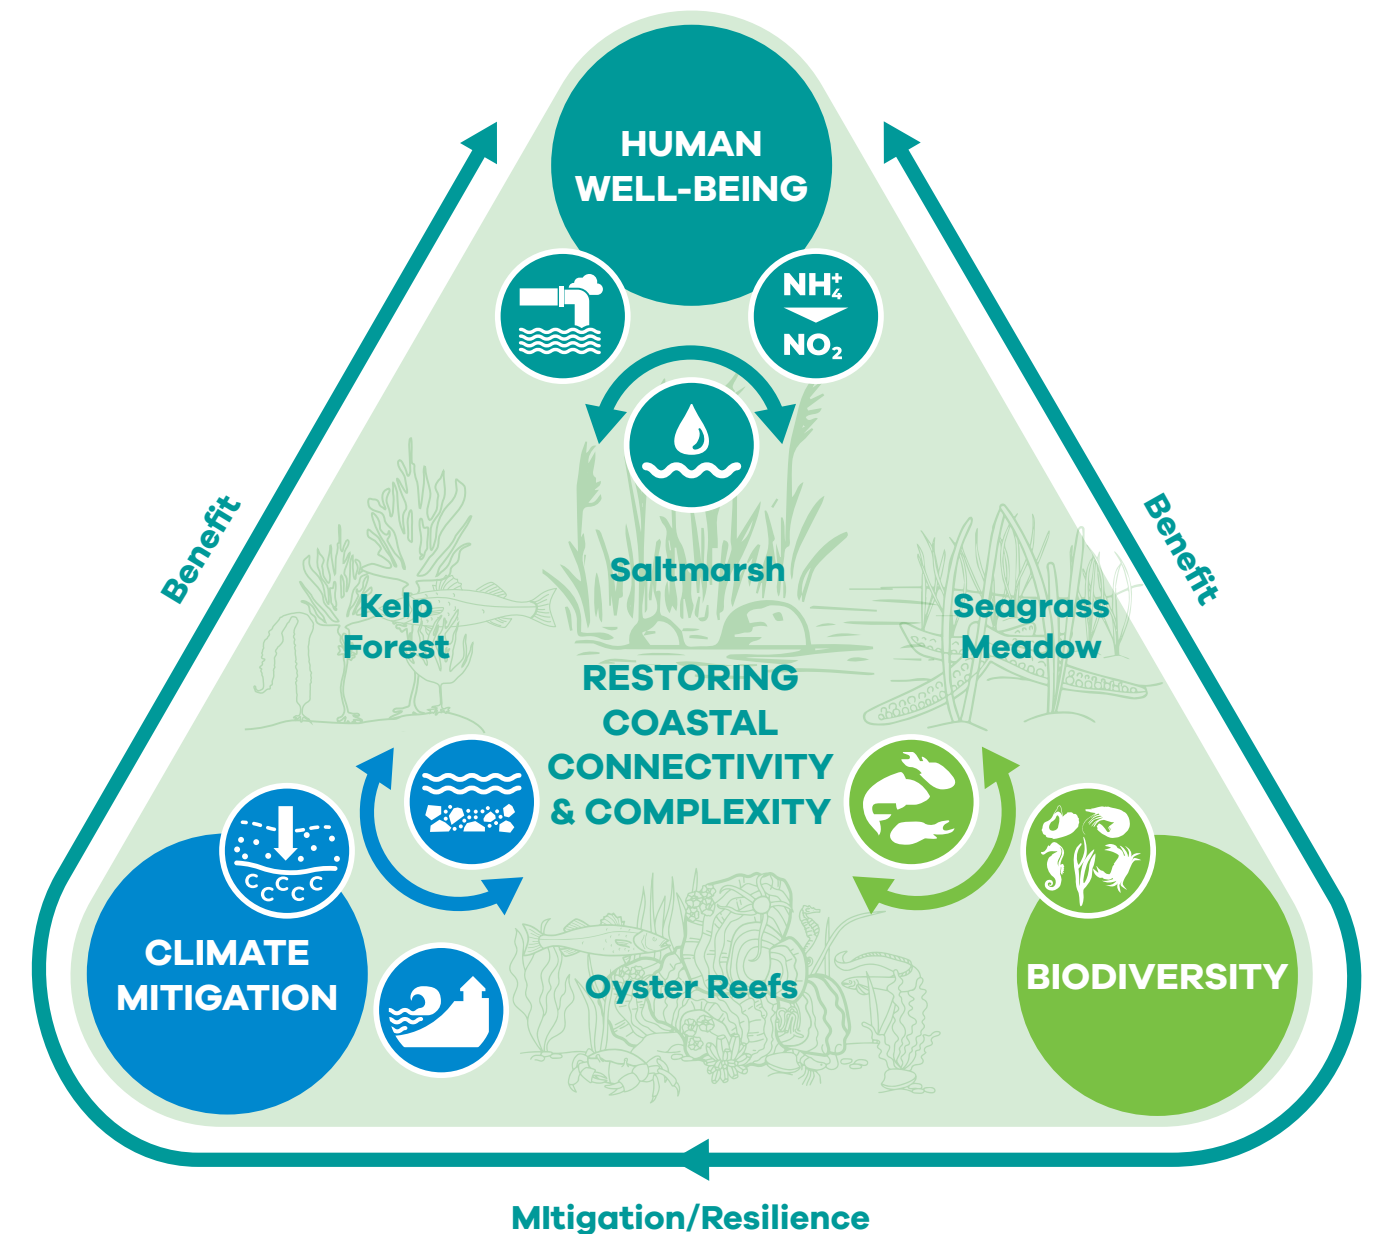 HUMAN
WELL-BEING
NH₄⁺
NO₂
Benefit
Benefit
Saltmarsh
Kelp
Forest
Seagrass
Meadow
RESTORING
COASTAL
CONNECTIVITY
& COMPLEXITY
C C C C C
CLIMATE
MITIGATION
Oyster Reefs
BIODIVERSITY
MItigation/Resilience